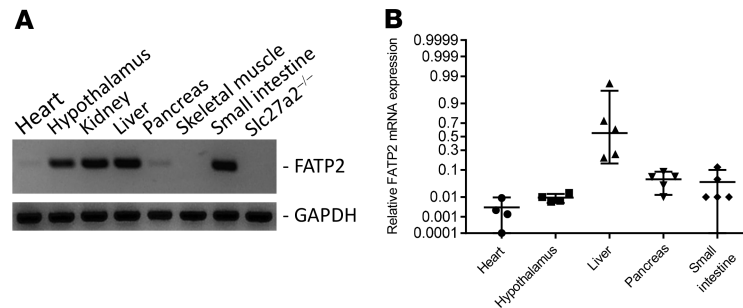 A
Heart
Hypothalamus
Kidney
Liver
Pancreas
Skeletal muscle
Small intestine
Slc27a2⁻/⁻
- FATP2
- GAPDH
B
Relative FATP2 mRNA expression
0.9999
0.999
0.99
0.9
0.7
0.5
0.3
0.1
0.01
0.001
0.0001
Heart
Hypothalamus
Liver
Pancreas
Small
intestine